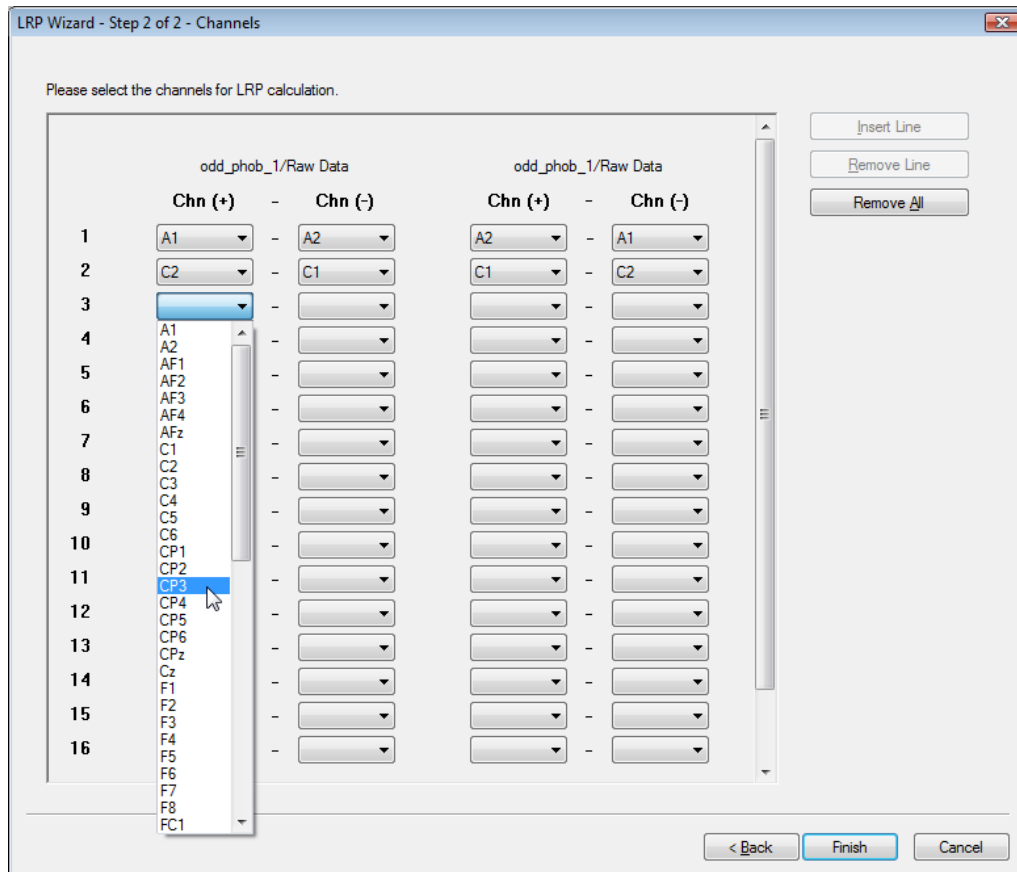 LRP Wizard - Step 2 of 2 - Channels
Please select the channels for LRP calculation.
Insert Line
Remove Line
Remove All
odd_phob_1/Raw Data odd_phob_1/Raw Data
Chn (+) - Chn (-) Chn (+) - Chn (-)
1 A1 - A2 A2 - A1
2 C2 - C1 C1 - C2
3 - -
4 - -
5 - -
6 - -
7 - -
8 - -
9 - -
10 - -
11 - -
12 - -
13 - -
14 - -
15 - -
16 - -
A1
A2
AF1
AF2
AF3
AF4
AFz
C1
C2
C3
C4
C5
C6
CP1
CP2
CP3
CP4
CP5
CP6
CPz
Cz
F1
F2
F3
F4
F5
F6
F7
F8
FC1
< Back
Finish
Cancel